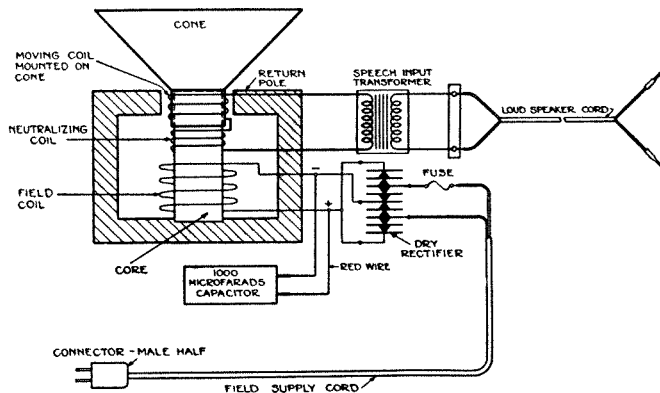 CONE
MOVING COIL
MOUNTED ON
CONE
RETURN
POLE
SPEECH INPUT
TRANSFORMER
LOUD SPEAKER CORD
NEUTRALIZING
COIL
FUSE
FIELD
COIL
−
+
DRY
RECTIFIER
CORE
RED WIRE
1000
MICROFARADS
CAPACITOR
CONNECTOR - MALE HALF
FIELD SUPPLY CORD